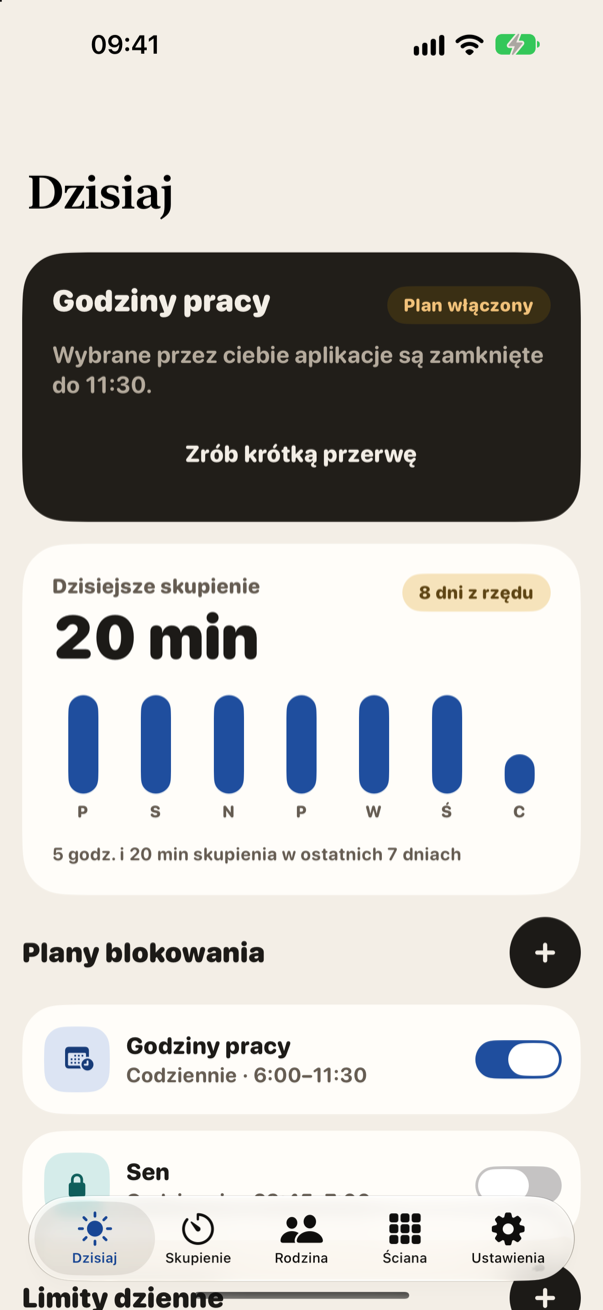 09:41
Dzisiaj
Godziny pracy
Plan włączony
Wybrane przez ciebie aplikacje są zamknięte
do 11:30.
Zrób krótką przerwę
Dzisiejsze skupienie
8 dni z rzędu
20 min
P S N P W Ś C
5 godz. i 20 min skupienia w ostatnich 7 dniach
Plany blokowania
Godziny pracy
Codziennie · 6:00–11:30
Sen
Dzisiaj
Skupienie
Rodzina
Ściana
Ustawienia
Limity dzienne